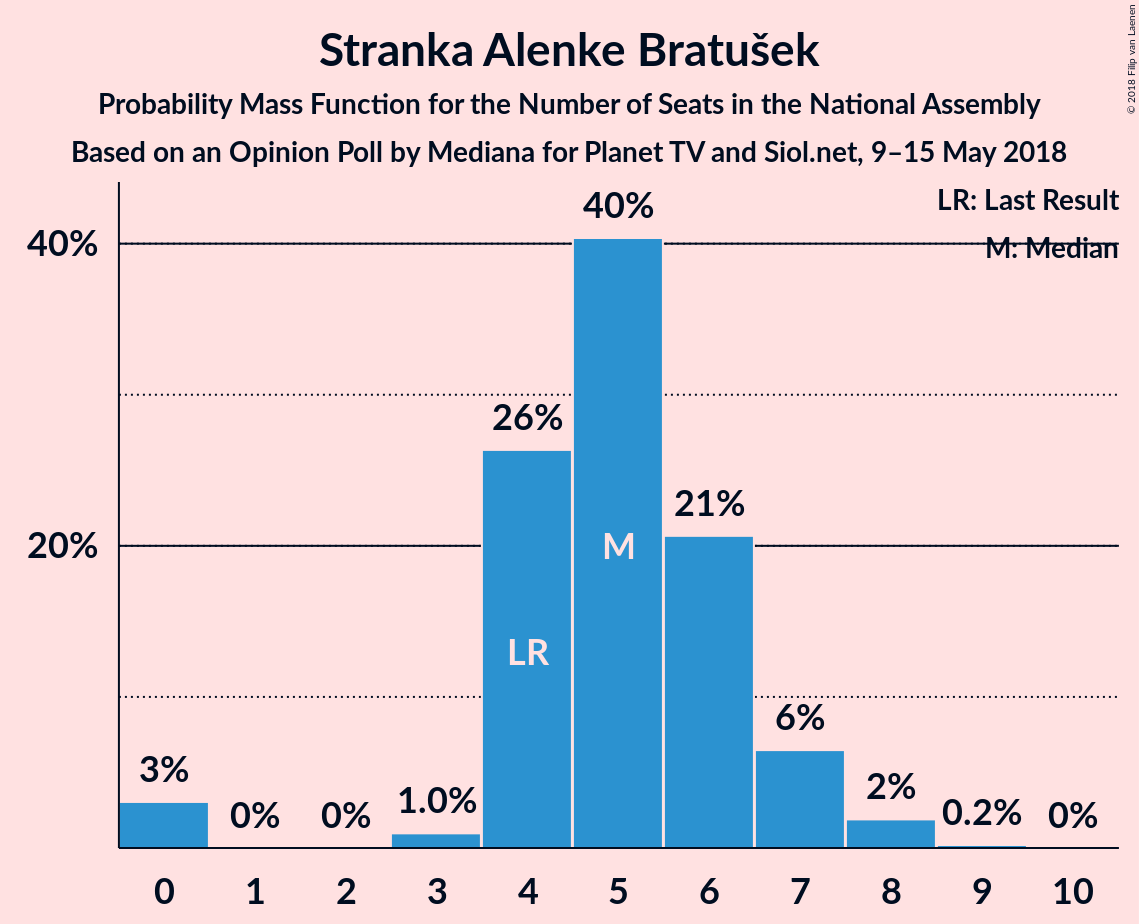 Stranka Alenke Bratušek
Probability Mass Function for the Number of Seats in the National Assembly
Based on an Opinion Poll by Mediana for Planet TV and Siol.net, 9–15 May 2018
© 2018 Filip van Laenen
LR: Last Result
M: Median
40%
20%
3%
0%
0%
1.0%
26%
40%
21%
6%
2%
0.2%
0%
LR
M
0 1 2 3 4 5 6 7 8 9 10